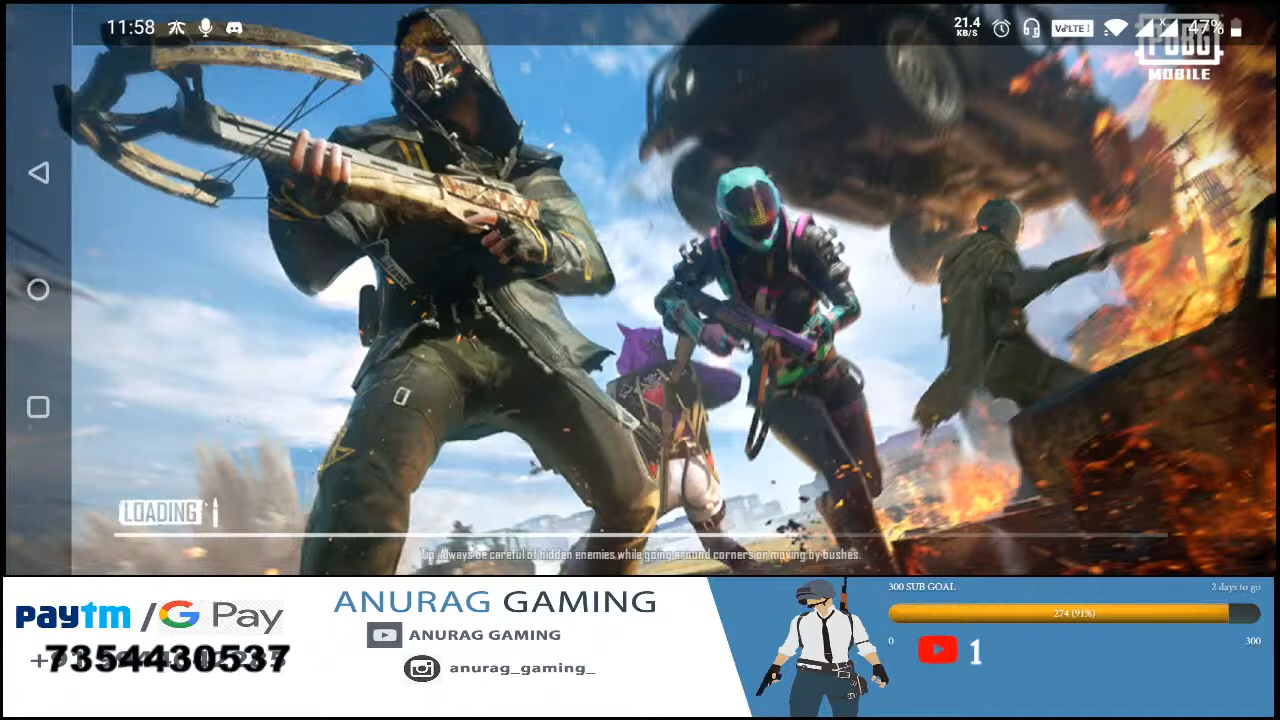 11:58
21.4
KB/S
VoLTE !
47%
PUBG
MOBILE
LOADING
Tip: Always be careful of hidden enemies while going around corners or moving by bushes.
paytm / G Pay
7354430537
ANURAG GAMING
ANURAG GAMING
anurag_gaming_
300 SUB GOAL
2 days to go
274 (91%)
0
300
1